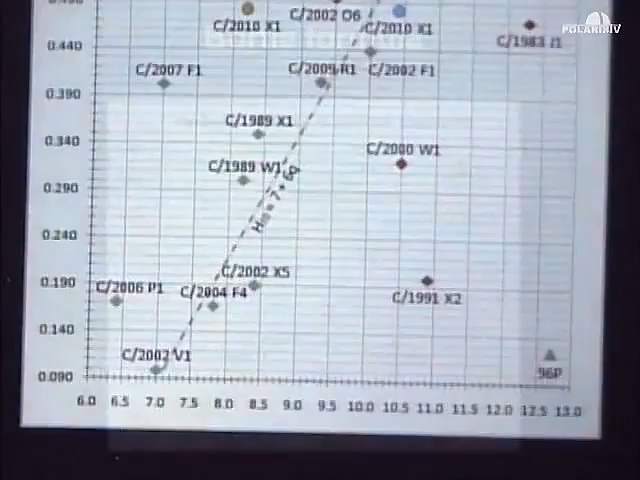 POLARIS.TV
C/2002 O6
C/2010 X1
C/2010 X1
C/1983 J1
0.440
C/2007 F1
C/2009 R1
C/2002 F1
0.390
C/1989 X1
0.340
C/2000 W1
C/1989 W1
0.290
H10 = 7 + 6P
0.240
C/2002 X5
0.190
C/2006 P1
C/2004 F4
C/1991 X2
0.140
C/2002 V1
96P
0.090
6.0 6.5 7.0 7.5 8.0 8.5 9.0 9.5 10.0 10.5 11.0 11.5 12.0 12.5 13.0